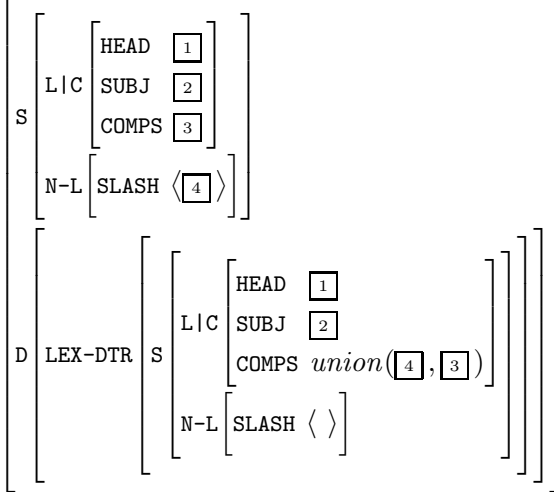 HEAD 1
L|C SUBJ 2
COMPS 3
S
N-L SLASH ⟨ 4 ⟩
HEAD 1
L|C SUBJ 2
COMPS union( 4 , 3 )
D LEX-DTR S
N-L SLASH ⟨ ⟩